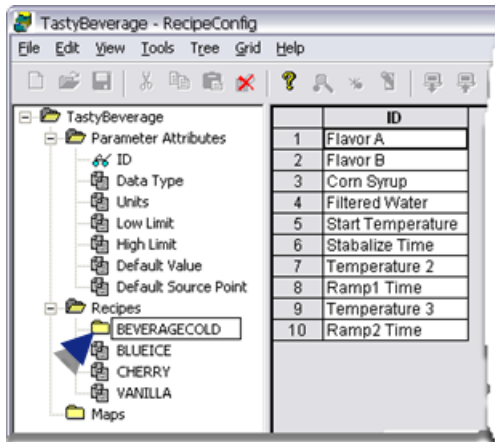 TastyBeverage - RecipeConfig
File Edit View Tools Tree Grid Help
TastyBeverage
Parameter Attributes
ID
Data Type
Units
Low Limit
High Limit
Default Value
Default Source Point
Recipes
BEVERAGECOLD
BLUEICE
CHERRY
VANILLA
Maps
ID
1 Flavor A
2 Flavor B
3 Corn Syrup
4 Filtered Water
5 Start Temperature
6 Stabalize Time
7 Temperature 2
8 Ramp1 Time
9 Temperature 3
10 Ramp2 Time